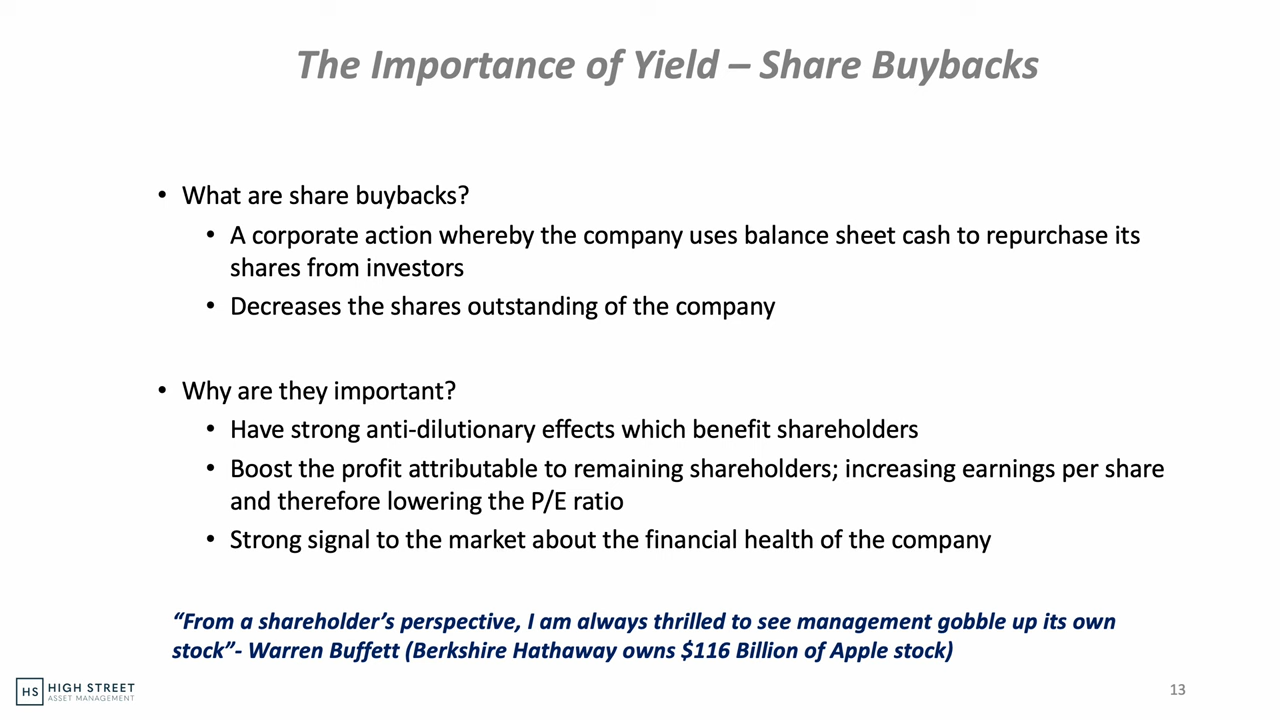 The Importance of Yield – Share Buybacks
• What are share buybacks?
• A corporate action whereby the company uses balance sheet cash to repurchase its
shares from investors
• Decreases the shares outstanding of the company
• Why are they important?
• Have strong anti-dilutionary effects which benefit shareholders
• Boost the profit attributable to remaining shareholders; increasing earnings per share
and therefore lowering the P/E ratio
• Strong signal to the market about the financial health of the company
“From a shareholder’s perspective, I am always thrilled to see management gobble up its own
stock”- Warren Buffett (Berkshire Hathaway owns $116 Billion of Apple stock)
HS HIGH STREET
ASSET MANAGEMENT
13